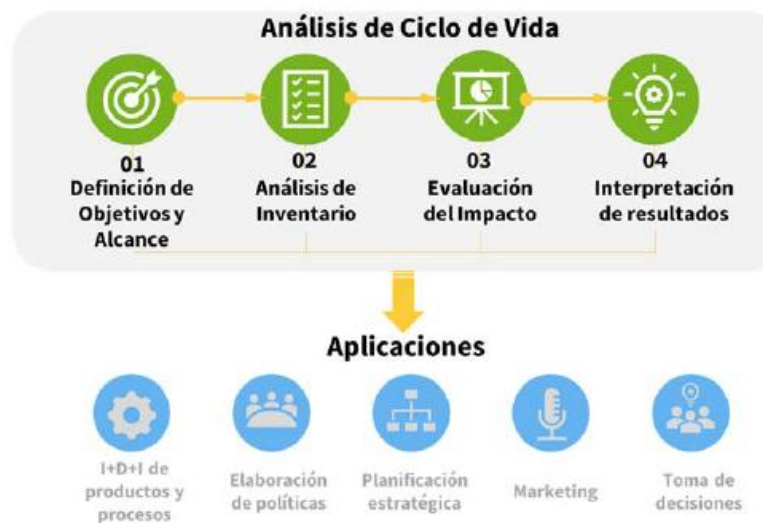 Análisis de Ciclo de Vida
01
Definición de
Objetivos y
Alcance
02
Análisis de
Inventario
03
Evaluación
del Impacto
04
Interpretación
de resultados
Aplicaciones
I+D+I de
productos y
procesos
Elaboración
de políticas
Planificación
estratégica
Marketing
Toma de
decisiones